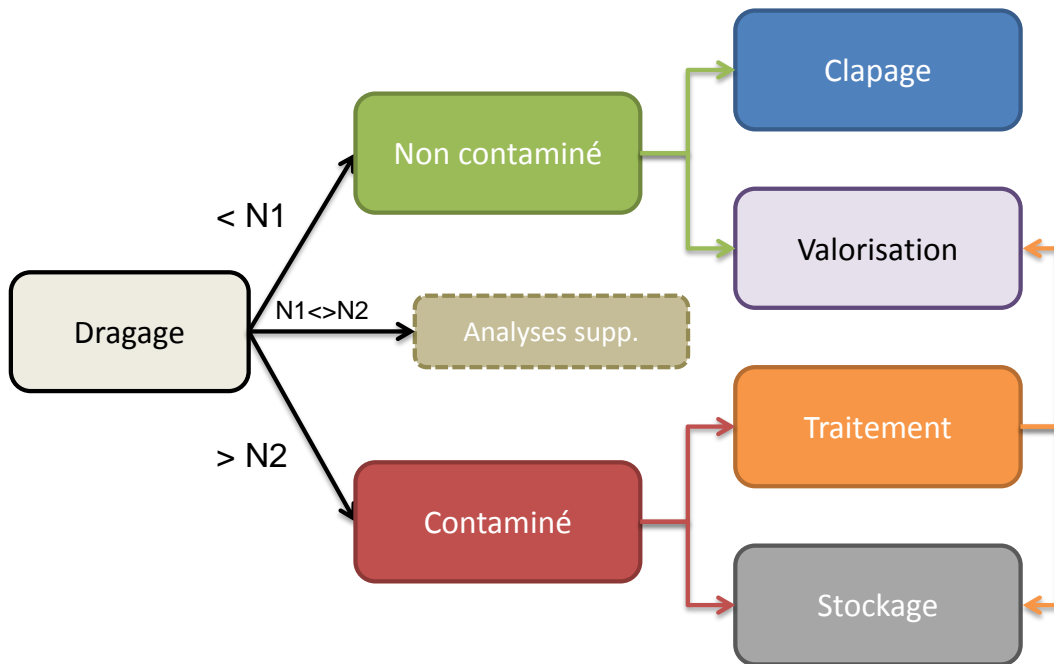 Clapage
Non contaminé
< N1
Valorisation
N1<>N2
Dragage
Analyses supp.
Traitement
> N2
Contaminé
Stockage